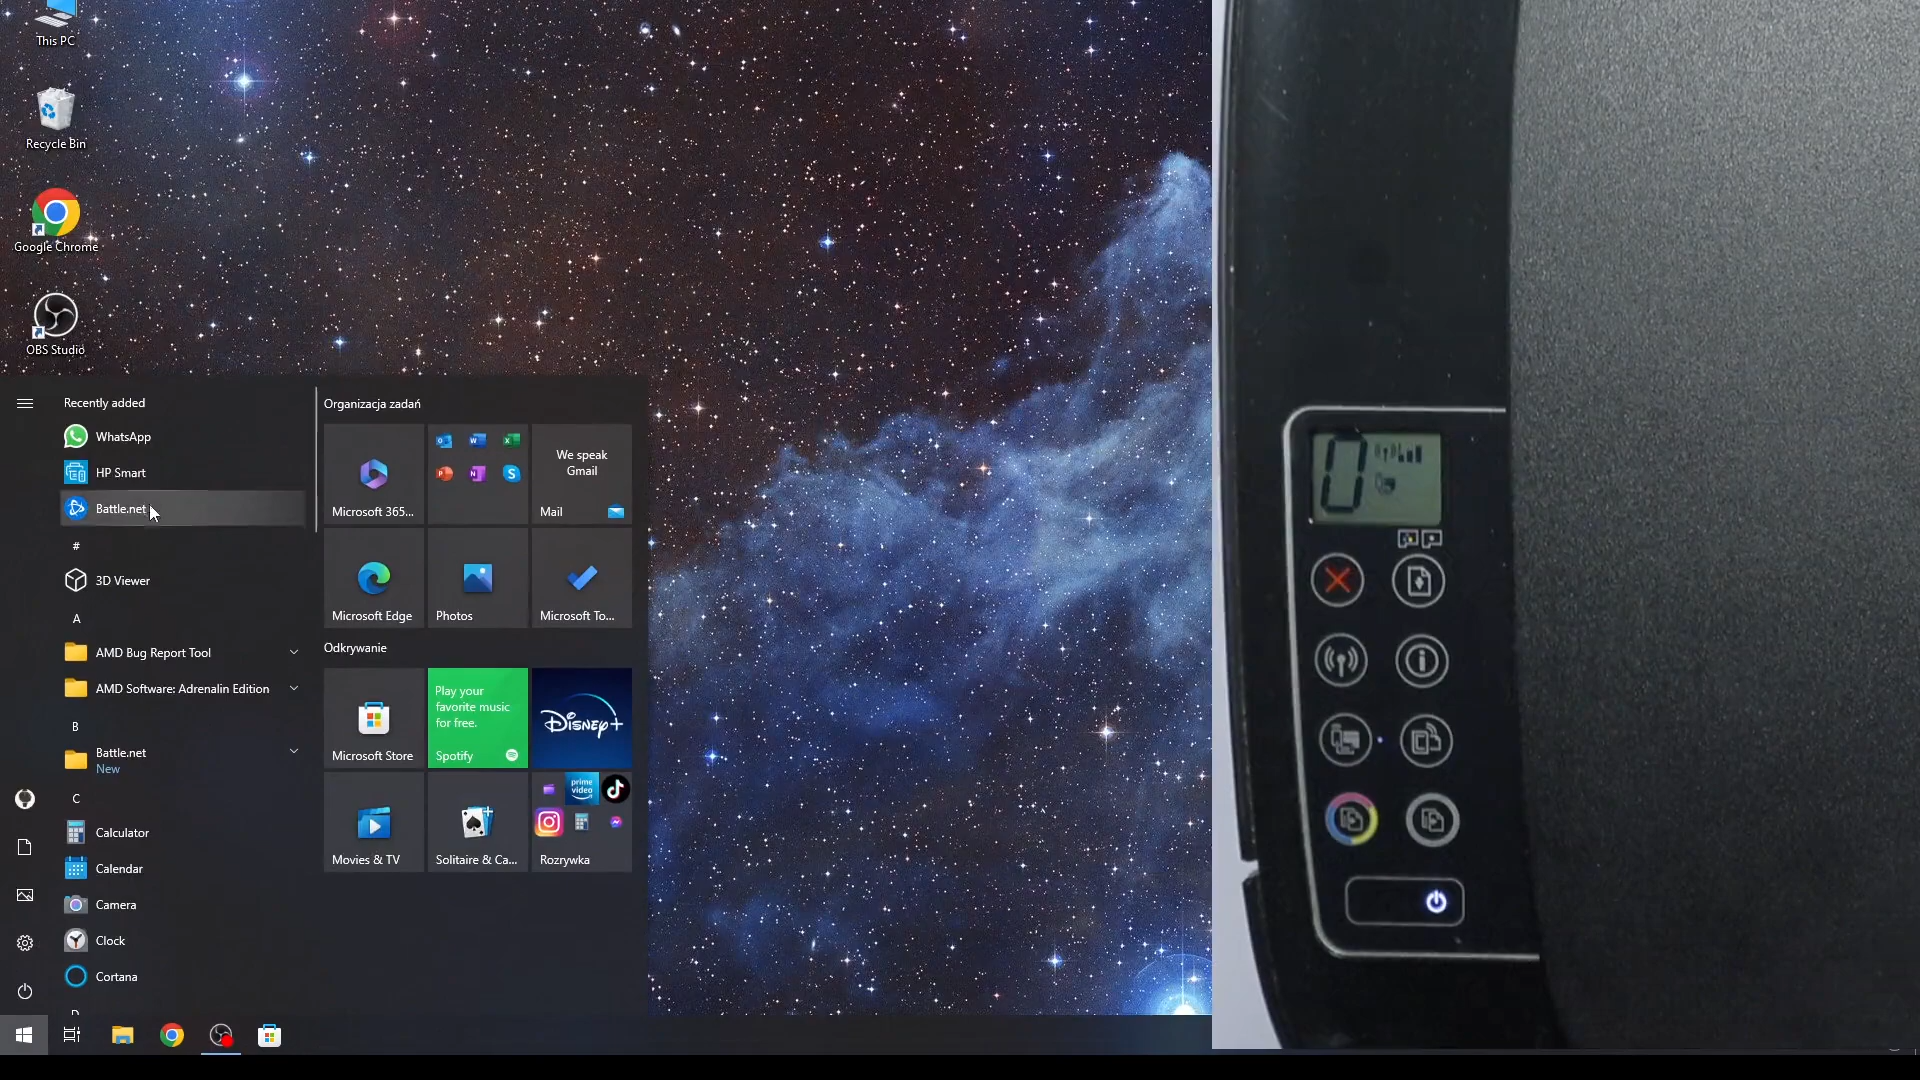 This PC
Recycle Bin
Google Chrome
OBS Studio
Recently added
WhatsApp
HP Smart
Battle.net
#
3D Viewer
A
AMD Bug Report Tool
AMD Software: Adrenalin Edition
B
Battle.net
New
C
Calculator
Calendar
Camera
Clock
Cortana
Organizacja zadań
Microsoft 365...
We speak
Gmail
Mail
Microsoft Edge
Photos
Microsoft To...
Odkrywanie
Microsoft Store
Play your
favorite music
for free.
Spotify
Disney+
Movies & TV
Solitaire & Ca...
prime
video
Rozrywka
0